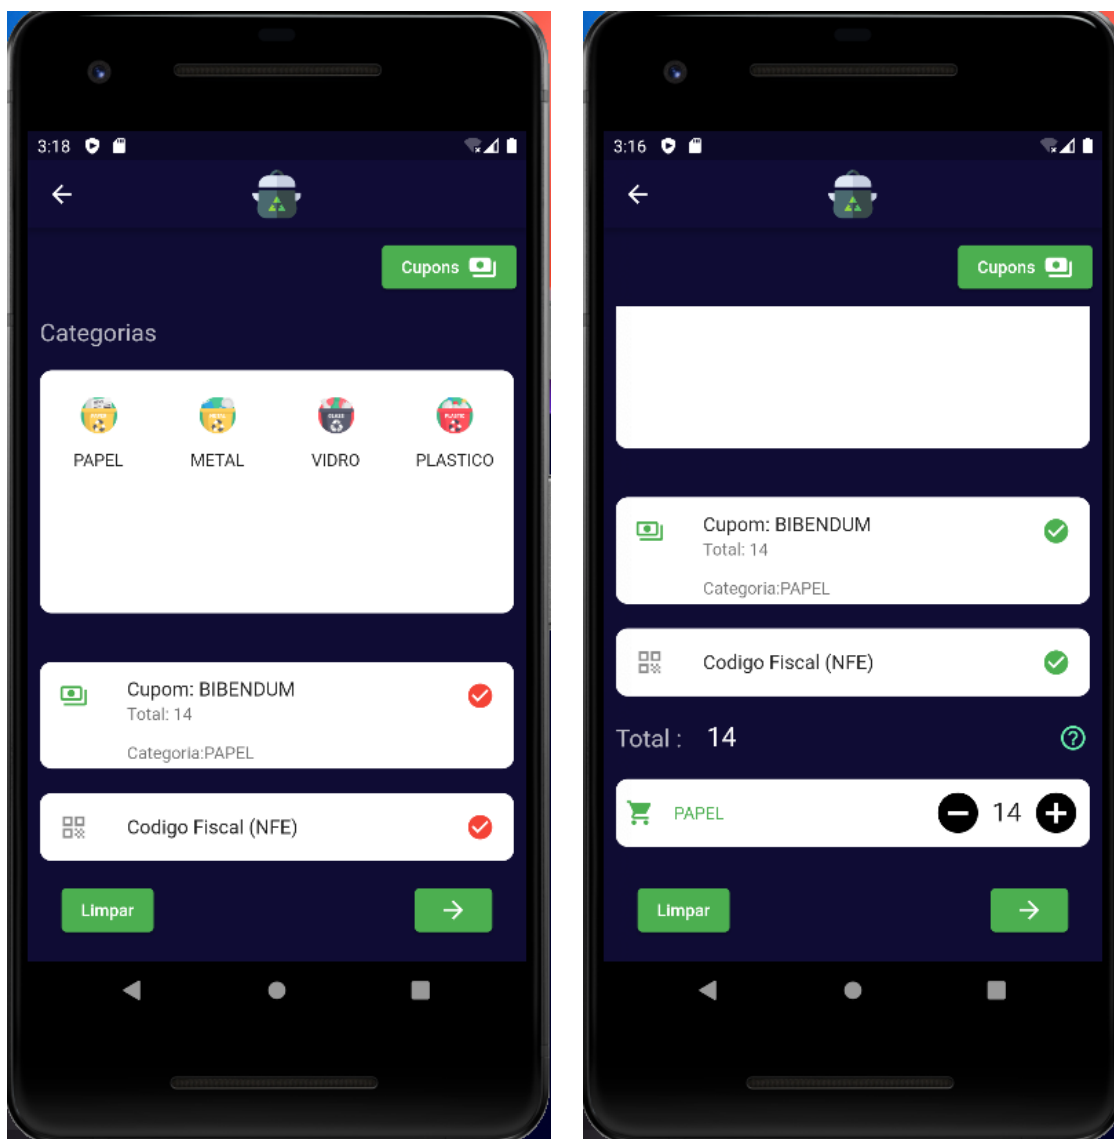 3:18
Cupons
Categorias
PAPEL METAL VIDRO PLASTICO
Cupom: BIBENDUM
Total: 14
Categoria:PAPEL
Codigo Fiscal (NFE)
Limpar
3:16
Cupons
Cupom: BIBENDUM
Total: 14
Categoria:PAPEL
Codigo Fiscal (NFE)
Total : 14
PAPEL 14
Limpar